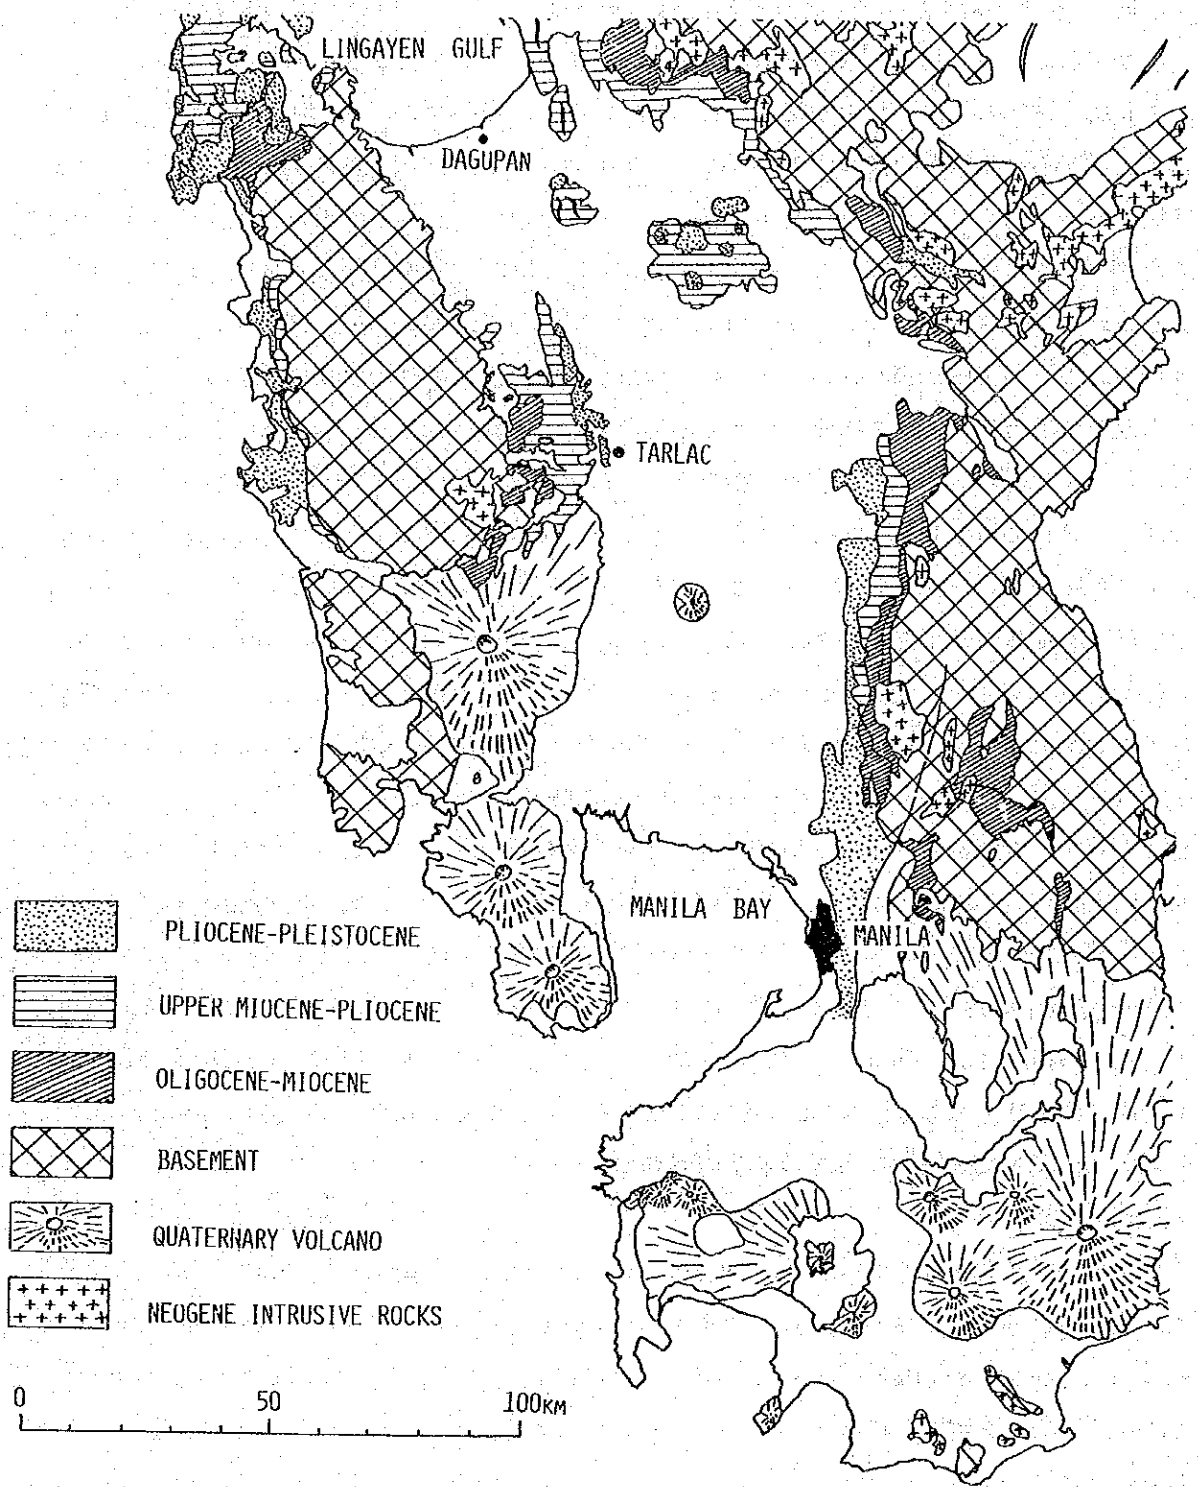 LINGAYEN GULF
DAGUPAN
TARLAC
MANILA BAY
MANILA
PLIOCENE-PLEISTOCENE
UPPER MIOCENE-PLIOCENE
OLIGOCENE-MIOCENE
BASEMENT
QUATERNARY VOLCANO
NEOGENE INTRUSIVE ROCKS
0 50 100KM